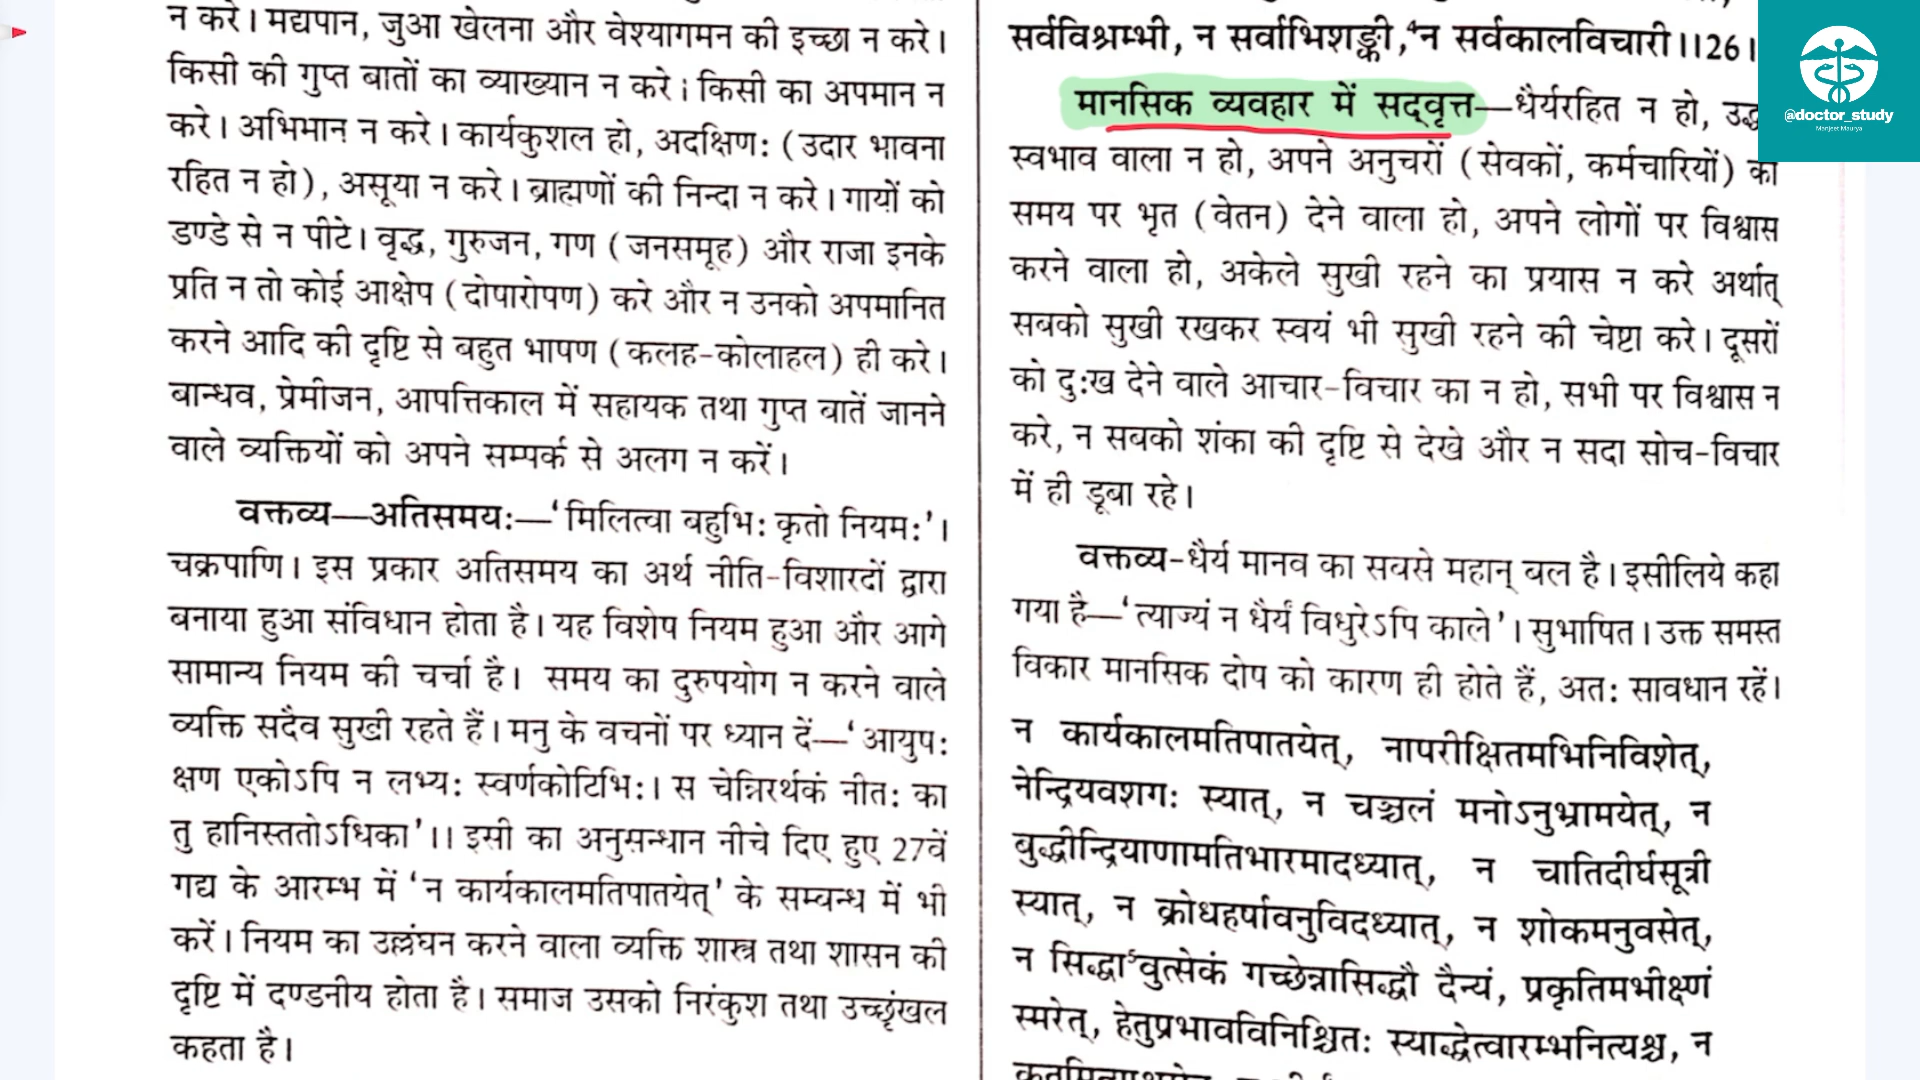 न करे। मद्यपान, जुआ खेलना और वेश्यागमन की इच्छा न करे।
किसी की गुप्त बातों का व्याख्यान न करे। किसी का अपमान न
करे। अभिमान न करे। कार्यकुशल हो, अदक्षिणः (उदार भावना
रहित न हो), असूया न करे। ब्राह्मणों की निन्दा न करे। गायों को
डण्डे से न पीटे। वृद्ध, गुरुजन, गण (जनसमूह) और राजा इनके
प्रति न तो कोई आक्षेप (दोषारोपण) करे और न उनको अपमानित
करने आदि की दृष्टि से बहुत भाषण (कलह-कोलाहल) ही करे।
बान्धव, प्रेमीजन, आपत्तिकाल में सहायक तथा गुप्त बातें जानने
वाले व्यक्तियों को अपने सम्पर्क से अलग न करें।
वक्तव्य—अतिसमयः—‘मिलित्वा बहुभिः कृतो नियमः’।
चक्रपाणि। इस प्रकार अतिसमय का अर्थ नीति-विशारदों द्वारा
बनाया हुआ संविधान होता है। यह विशेष नियम हुआ और आगे
सामान्य नियम की चर्चा है। समय का दुरुपयोग न करने वाले
व्यक्ति सदैव सुखी रहते हैं। मनु के वचनों पर ध्यान दें—‘आयुषः
क्षण एकोऽपि न लभ्यः स्वर्णकोटिभिः। स चेन्निरर्थकं नीतः का
तु हानिस्ततोऽधिका’।। इसी का अनुसन्धान नीचे दिए हुए 27वें
गद्य के आरम्भ में ‘न कार्यकालमतिपातयेत्’ के सम्बन्ध में भी
करें। नियम का उल्लंघन करने वाला व्यक्ति शास्त्र तथा शासन की
दृष्टि में दण्डनीय होता है। समाज उसको निरंकुश तथा उच्छृंखल
कहता है।
सर्वविश्रम्भी, न सर्वाभिशङ्की,⁴न सर्वकालविचारी।।26।
मानसिक व्यवहार में सद्वृत्त—धैर्यरहित न हो,
स्वभाव वाला न हो, अपने अनुचरों (सेवकों, कर्मचारियों) को
समय पर भृत (वेतन) देने वाला हो, अपने लोगों पर विश्वास
करने वाला हो, अकेले सुखी रहने का प्रयास न करे अर्थात्
सबको सुखी रखकर स्वयं भी सुखी रहने की चेष्टा करे। दूसरों
को दुःख देने वाले आचार-विचार का न हो, सभी पर विश्वास न
करे, न सबको शंका की दृष्टि से देखे और न सदा सोच-विचार
में ही डूबा रहे।
वक्तव्य-धैर्य मानव का सबसे महान् बल है। इसीलिये कहा
गया है—‘त्याज्यं न धैर्यं विधुरेऽपि काले’। सुभाषित। उक्त समस्त
विकार मानसिक दोष को कारण ही होते हैं, अतः सावधान रहें।
न कार्यकालमतिपातयेत्, नापरीक्षितमभिनिविशेत्,
नेन्द्रियवशगः स्यात्, न चञ्चलं मनोऽनुभ्रामयेत्, न
बुद्धीन्द्रियाणामतिभारमादध्यात्, न चातिदीर्घसूत्री
स्यात्, न क्रोधहर्षावनुविदध्यात्, न शोकमनुवसेत्,
न सिद्धा⁵वुत्सेकं गच्छेन्नासिद्धौ दैन्यं, प्रकृतिमभीक्ष्णं
स्मरेत्, हेतुप्रभावविनिश्चितः स्याद्धेत्वारम्भनित्यश्च, न
@doctor_study
Manjeet Maurya